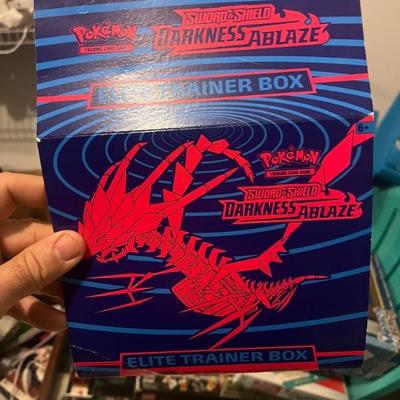 POKÉMON
TRADING CARD GAME
SWORD & SHIELD
DARKNESS ABLAZE
ELITE TRAINER BOX
6+
POKÉMON
TRADING CARD GAME
SWORD & SHIELD
DARKNESS ABLAZE
ELITE TRAINER BOX